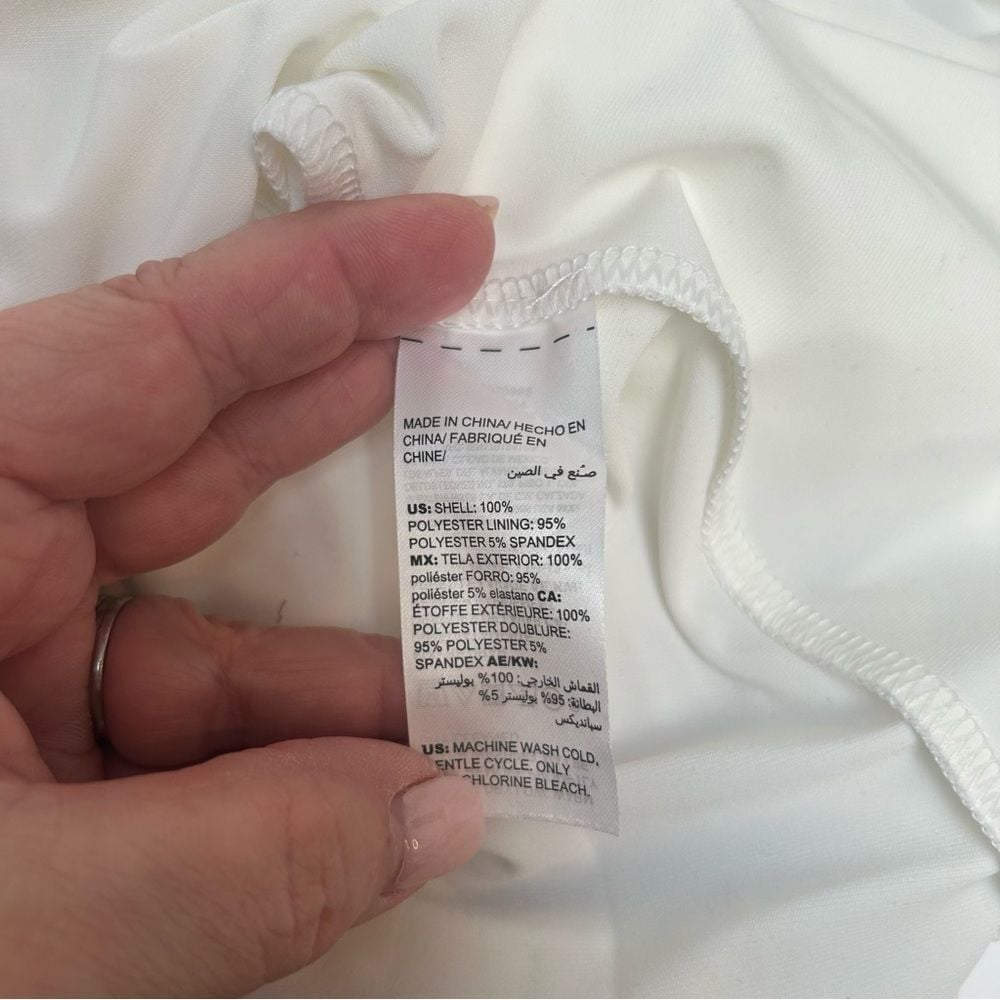 MADE IN CHINA/ HECHO EN
CHINA/ FABRIQUÉ EN
CHINE/
صنع في الصين
US: SHELL: 100%
POLYESTER LINING: 95%
POLYESTER 5% SPANDEX
MX: TELA EXTERIOR: 100%
poliéster FORRO: 95%
poliéster 5% elastano CA:
ÉTOFFE EXTÉRIEURE: 100%
POLYESTER DOUBLURE:
95% POLYESTER 5%
SPANDEX AE/KW:
القماش الخارجي: 100% بوليستر
البطانة: 95% بوليستر 5%
سبانديكس
US: MACHINE WASH COLD,
ENTLE CYCLE. ONLY
CHLORINE BLEACH.